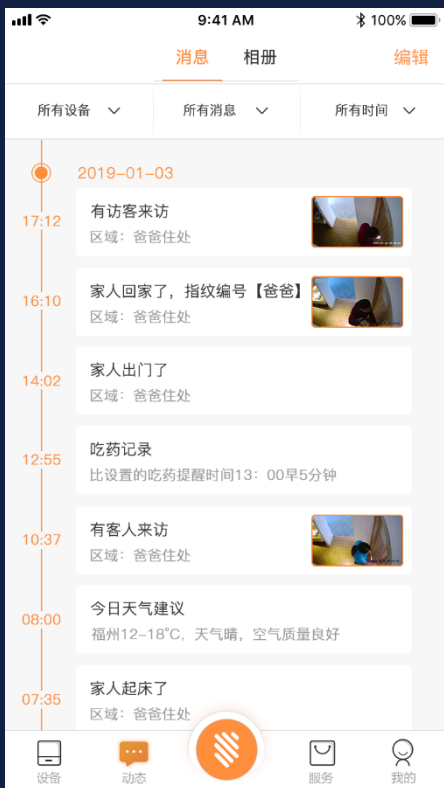 9:41 AM
100%
消息 相册 编辑
所有设备 所有消息 所有时间
2019-01-03
17:12
有访客来访
区域：爸爸住处
16:10
家人回家了，指纹编号【爸爸】
区域：爸爸住处
14:02
家人出门了
区域：爸爸住处
12:55
吃药记录
比设置的吃药提醒时间13：00早5分钟
10:37
有客人来访
区域：爸爸住处
08:00
今日天气建议
福州12-18℃，天气晴，空气质量良好
07:35
家人起床了
区域：爸爸住处
设备 动态 服务 我的